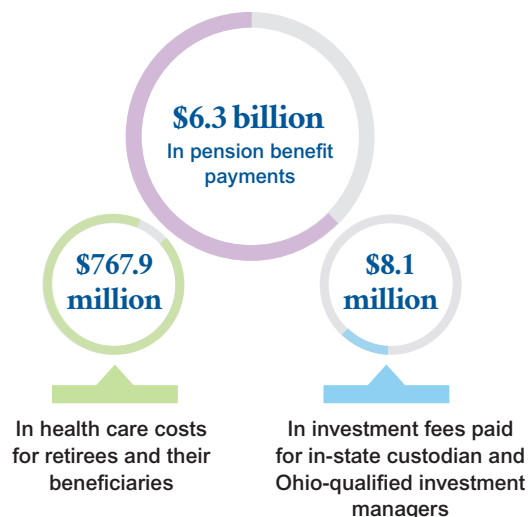 $6.3 billion
In pension benefit
payments
$767.9
million
In health care costs
for retirees and their
beneficiaries
$8.1
million
In investment fees paid
for in-state custodian and
Ohio-qualified investment
managers